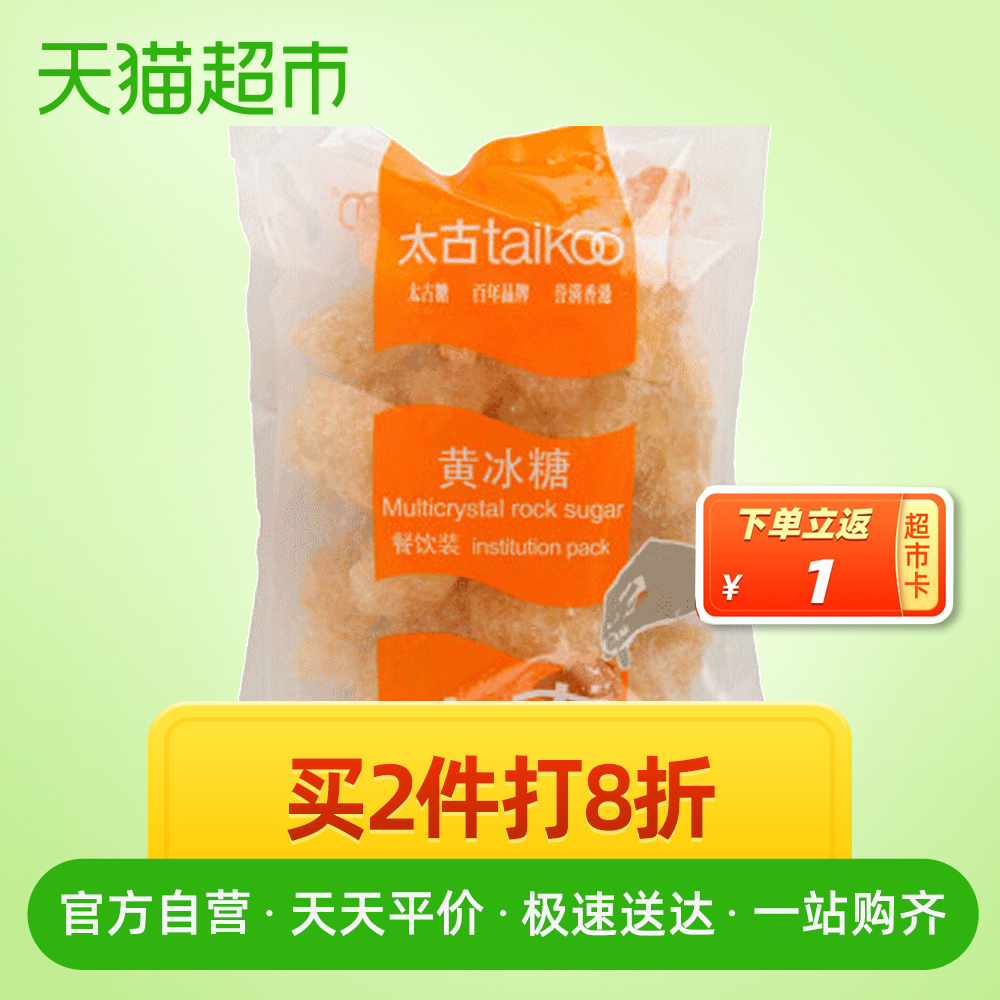 天猫超市
太古taikoo
太古糖 百年品牌 誉满香港
黄冰糖
Multicrystal rock sugar
餐饮装 institution pack
下单立返
¥ 1
超市卡
买2件打8折
官方自营 · 天天平价 · 极速送达 · 一站购齐